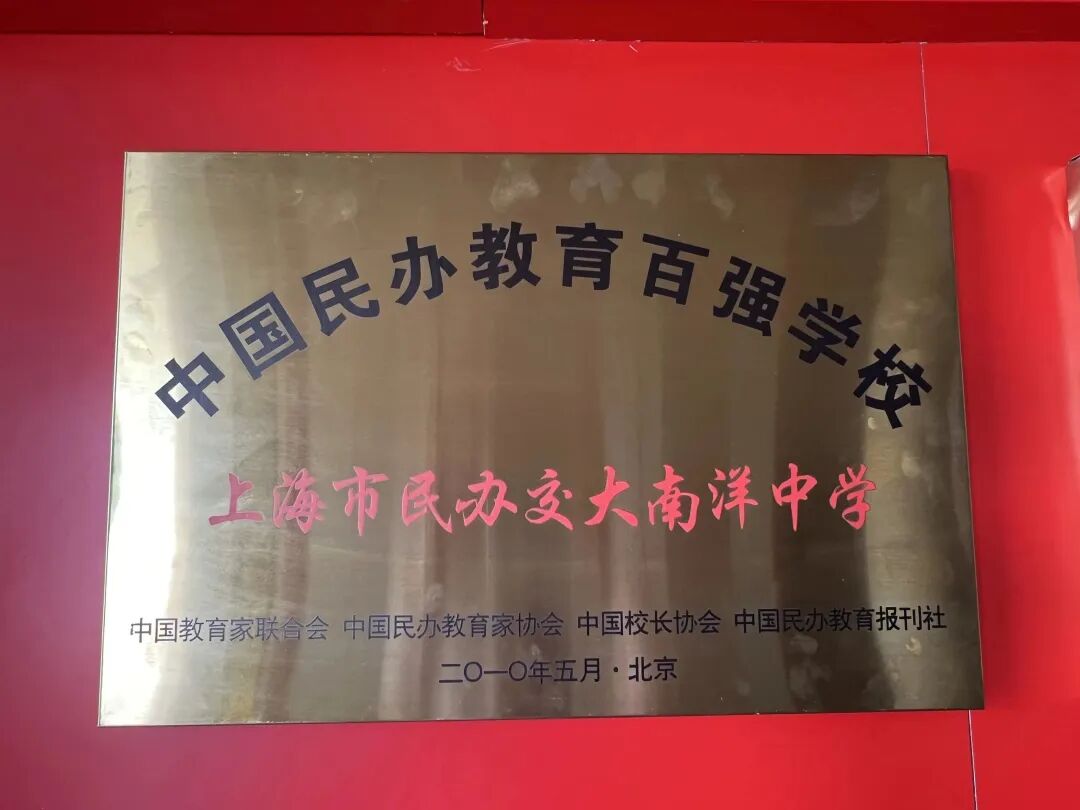 中国民办教育百强学校
上海市民办交大南洋中学
中国教育家联合会 中国民办教育家协会 中国校长协会 中国民办教育报刊社
二〇一〇年五月·北京